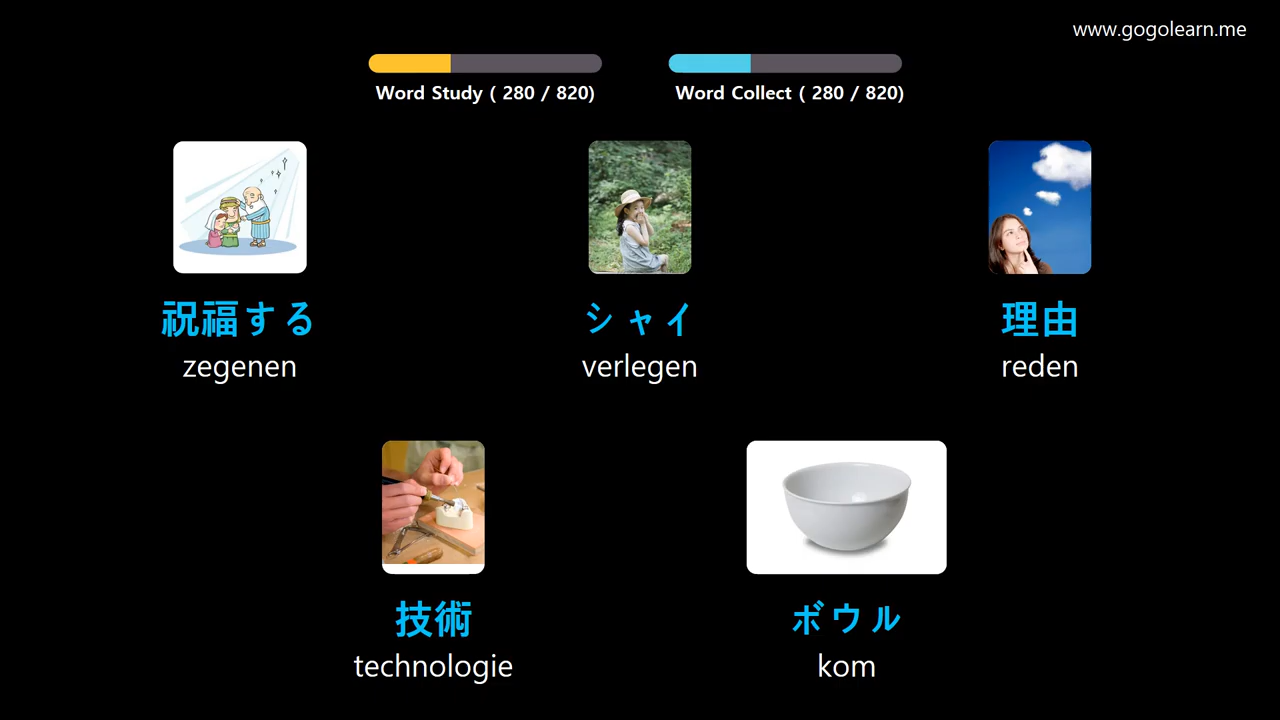 www.gogolearn.me
Word Study ( 280 / 820)
Word Collect ( 280 / 820)
祝福する
zegenen
シャイ
verlegen
理由
reden
技術
technologie
ボウル
kom